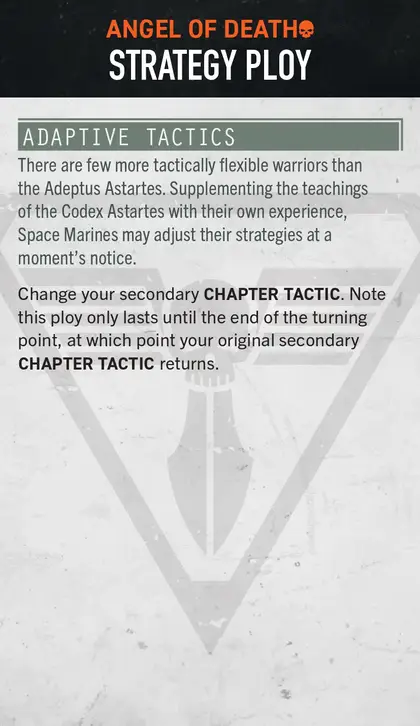 ANGEL OF DEATH
STRATEGY PLOY
ADAPTIVE TACTICS
There are few more tactically flexible warriors than
the Adeptus Astartes. Supplementing the teachings
of the Codex Astartes with their own experience,
Space Marines may adjust their strategies at a
moment’s notice.
Change your secondary CHAPTER TACTIC. Note
this ploy only lasts until the end of the turning
point, at which point your original secondary
CHAPTER TACTIC returns.